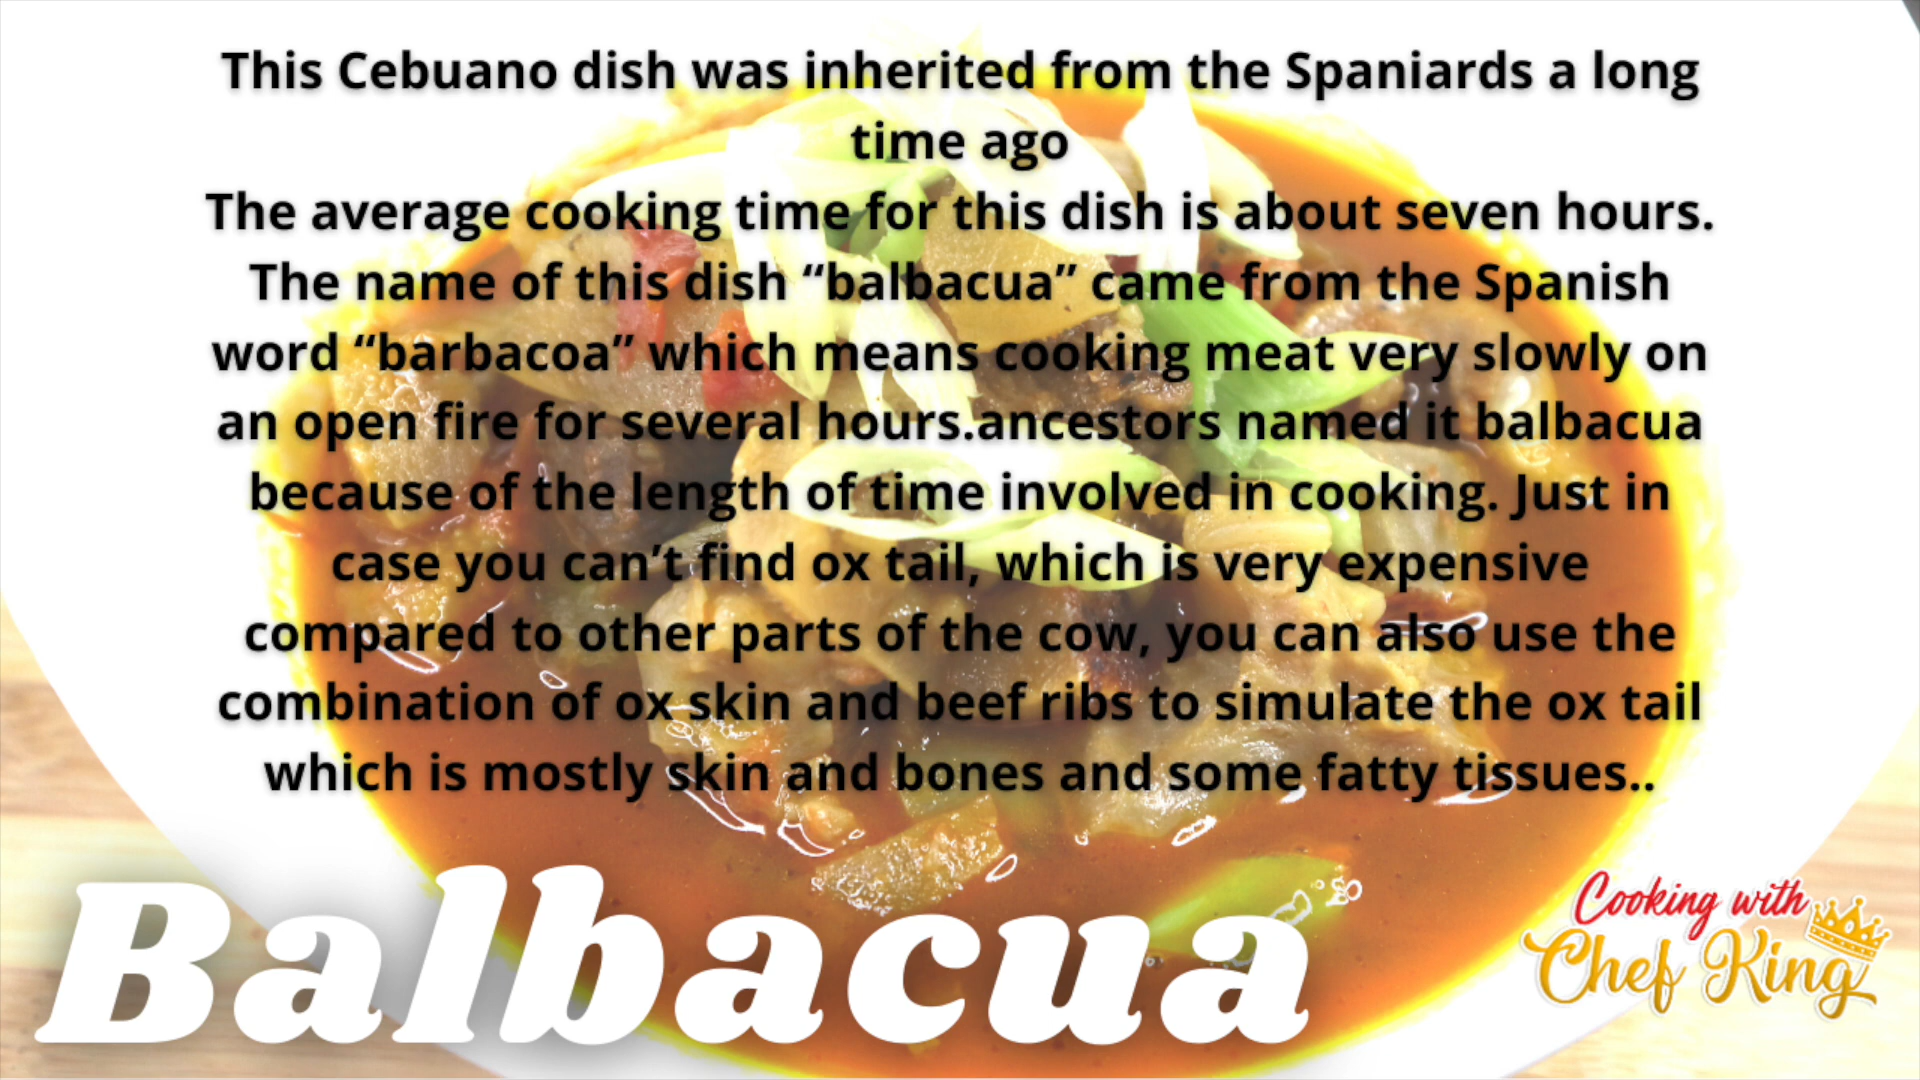 This Cebuano dish was inherited from the Spaniards a long
time ago
The average cooking time for this dish is about seven hours.
The name of this dish “balbacua” came from the Spanish
word “barbacoa” which means cooking meat very slowly on
an open fire for several hours.ancestors named it balbacua
because of the length of time involved in cooking. Just in
case you can’t find ox tail, which is very expensive
compared to other parts of the cow, you can also use the
combination of ox skin and beef ribs to simulate the ox tail
which is mostly skin and bones and some fatty tissues..
Balbacua
Cooking with
Chef King